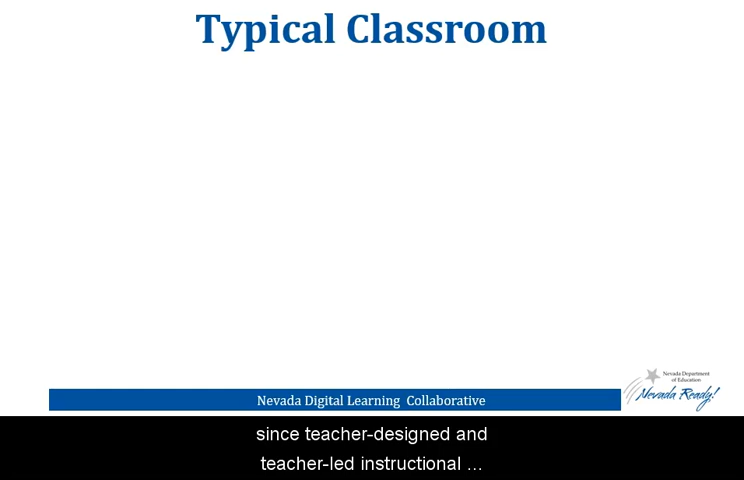 Typical Classroom
Nevada Department
of Education
Nevada Ready!
Nevada Digital Learning Collaborative
since teacher-designed and
teacher-led instructional ...